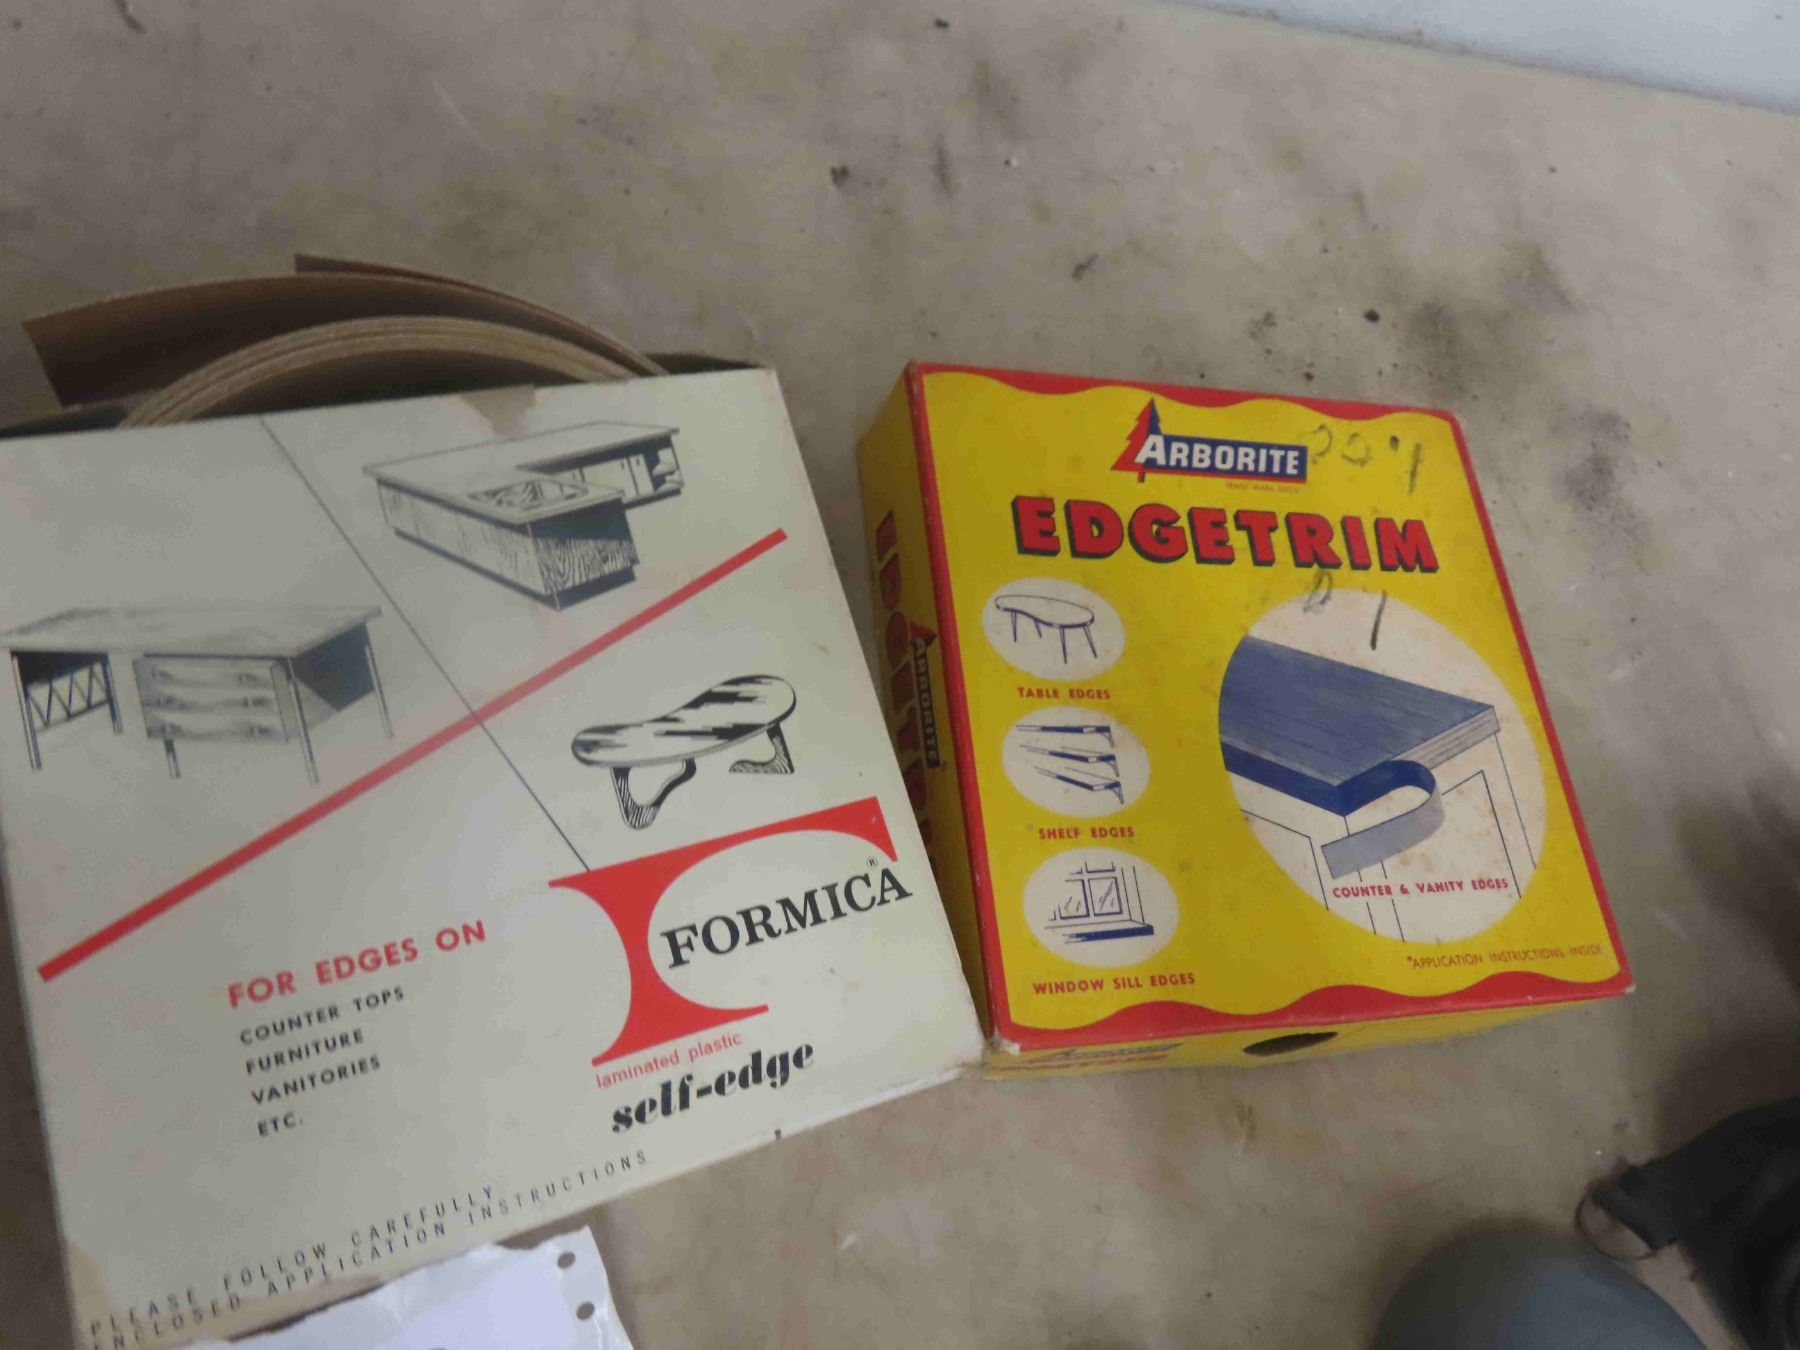 FOR EDGES ON
COUNTER TOPS
FURNITURE
VANITORIES
ETC.
FORMICA®
laminated plastic
self-edge
PLEASE FOLLOW CAREFULLY
ENCLOSED APPLICATION INSTRUCTIONS
ARBORITE
EDGETRIM
TABLE EDGES
SHELF EDGES
WINDOW SILL EDGES
COUNTER & VANITY EDGES
*APPLICATION INSTRUCTIONS INSIDE
ARBORITE
ARBORITE